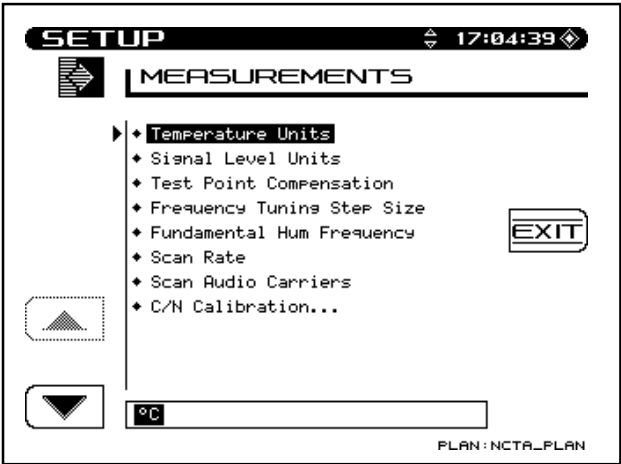 SETUP 17:04:39
MEASUREMENTS
Temperature Units
Signal Level Units
Test Point Compensation
Frequency Tuning Step Size
Fundamental Hum Frequency
EXIT
Scan Rate
Scan Audio Carriers
C/N Calibration...
°C
PLAN:NCTA_PLAN